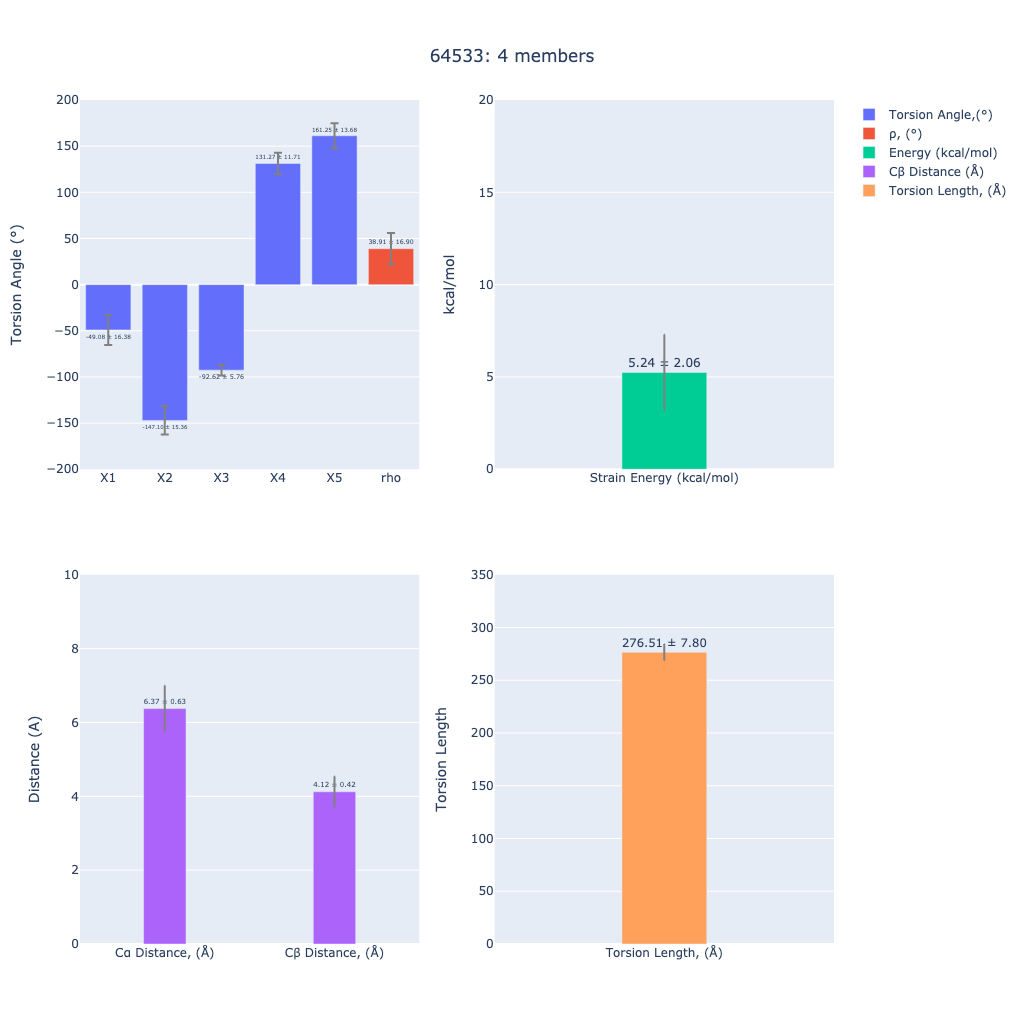 64533: 4 members
Torsion Angle (°)
200
150
100
50
0
−50
−100
−150
−200
-49.08 ± 16.38
-147.10 ± 15.36
-92.62 ± 5.76
131.27 ± 11.71
161.25 ± 13.68
38.91 ± 16.90
X1 X2 X3 X4 X5 rho
kcal/mol
20
15
10
5
0
5.24 ± 2.06
Strain Energy (kcal/mol)
Torsion Angle,(°)
ρ, (°)
Energy (kcal/mol)
Cβ Distance (Å)
Torsion Length, (Å)
Distance (A)
10
8
6
4
2
0
6.37 ± 0.63
4.12 ± 0.42
Cα Distance, (Å) Cβ Distance, (Å)
Torsion Length
350
300
250
200
150
100
50
0
276.51 ± 7.80
Torsion Length, (Å)